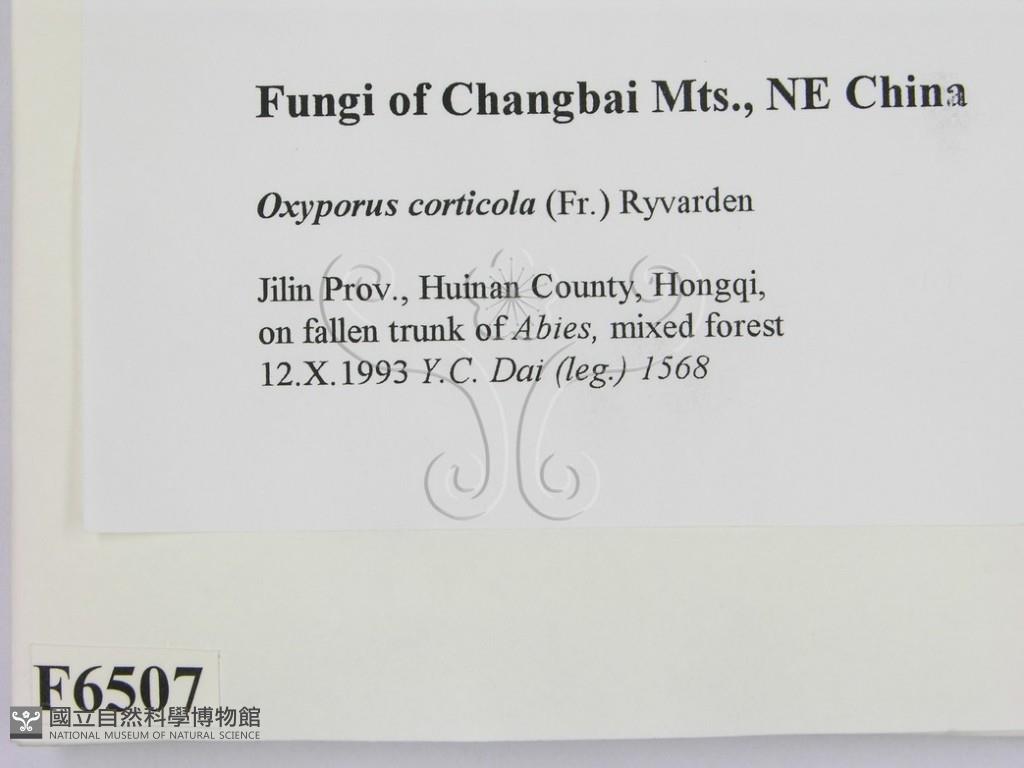 Fungi of Changbai Mts., NE China
Oxyporus corticola (Fr.) Ryvarden
Jilin Prov., Huinan County, Hongqi,
on fallen trunk of Abies, mixed forest
12.X.1993 Y.C. Dai (leg.) 1568
F6507
國立自然科學博物館
NATIONAL MUSEUM OF NATURAL SCIENCE